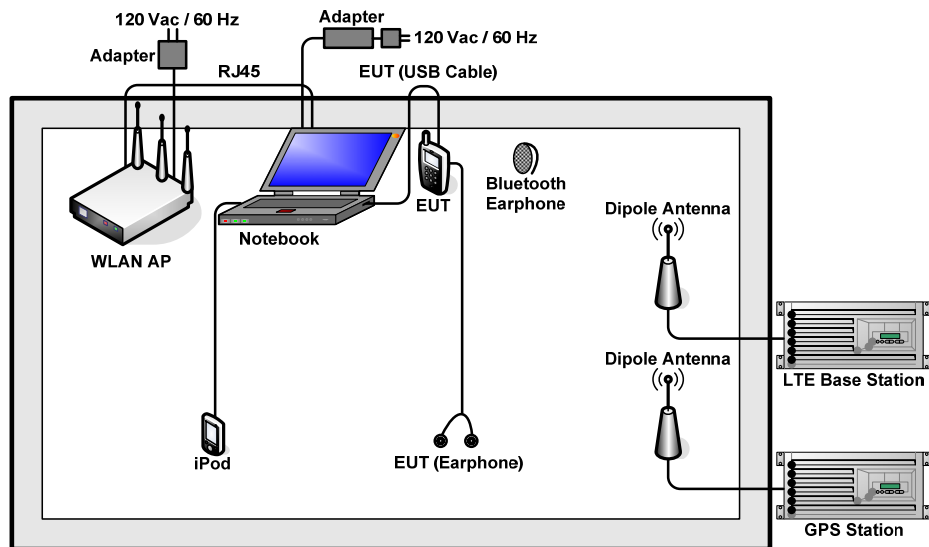 120 Vac / 60 Hz
Adapter
Adapter
120 Vac / 60 Hz
RJ45
EUT (USB Cable)
EUT
Bluetooth
Earphone
Notebook
WLAN AP
Dipole Antenna
LTE Base Station
Dipole Antenna
iPod
EUT (Earphone)
GPS Station